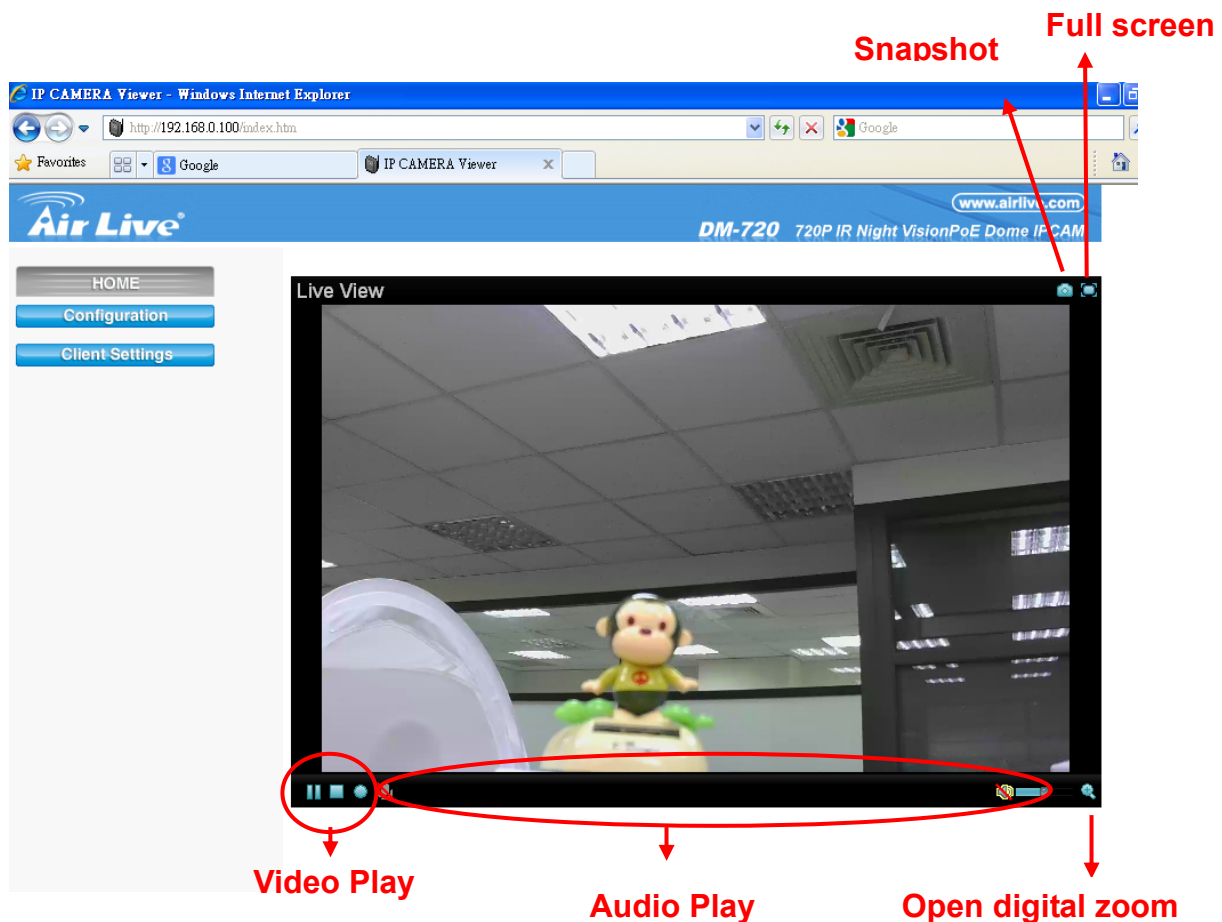 Full screen
Snapshot
IP CAMERA Viewer - Windows Internet Explorer
http://192.168.0.100/index.htm
Google
Favorites
Google
IP CAMERA Viewer
Air Live®
www.airlive.com
DM-720 720P IR Night VisionPoE Dome IPCAM
HOME
Configuration
Client Settings
Live View
Video Play
Audio Play
Open digital zoom